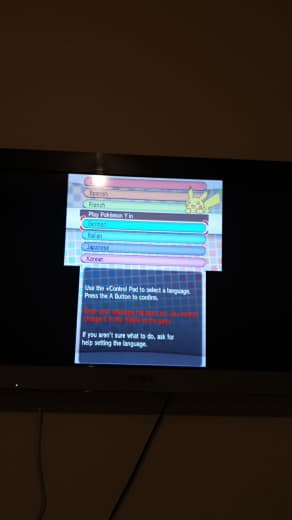 Spanish
French
Play Pokémon Y in
German
Italian
Japanese
Korean
Use the +Control Pad to select a language.
Press the A Button to confirm.
If you aren't sure what to do, ask for
help setting the language.